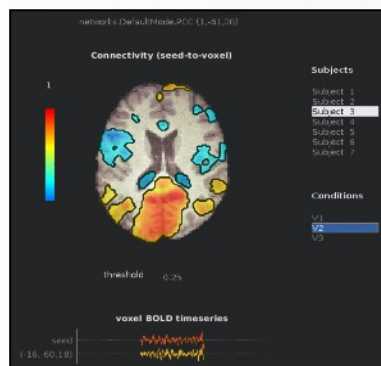 networks.DefaultMode.PCC (1,-61,38)
Connectivity (seed-to-voxel)
1
threshold 0.25
Subjects
Subject 1
Subject 2
Subject 3
Subject 4
Subject 5
Subject 6
Subject 7
Conditions
V1
V2
V3
voxel BOLD timeseries
seed
(-16,-60,18)